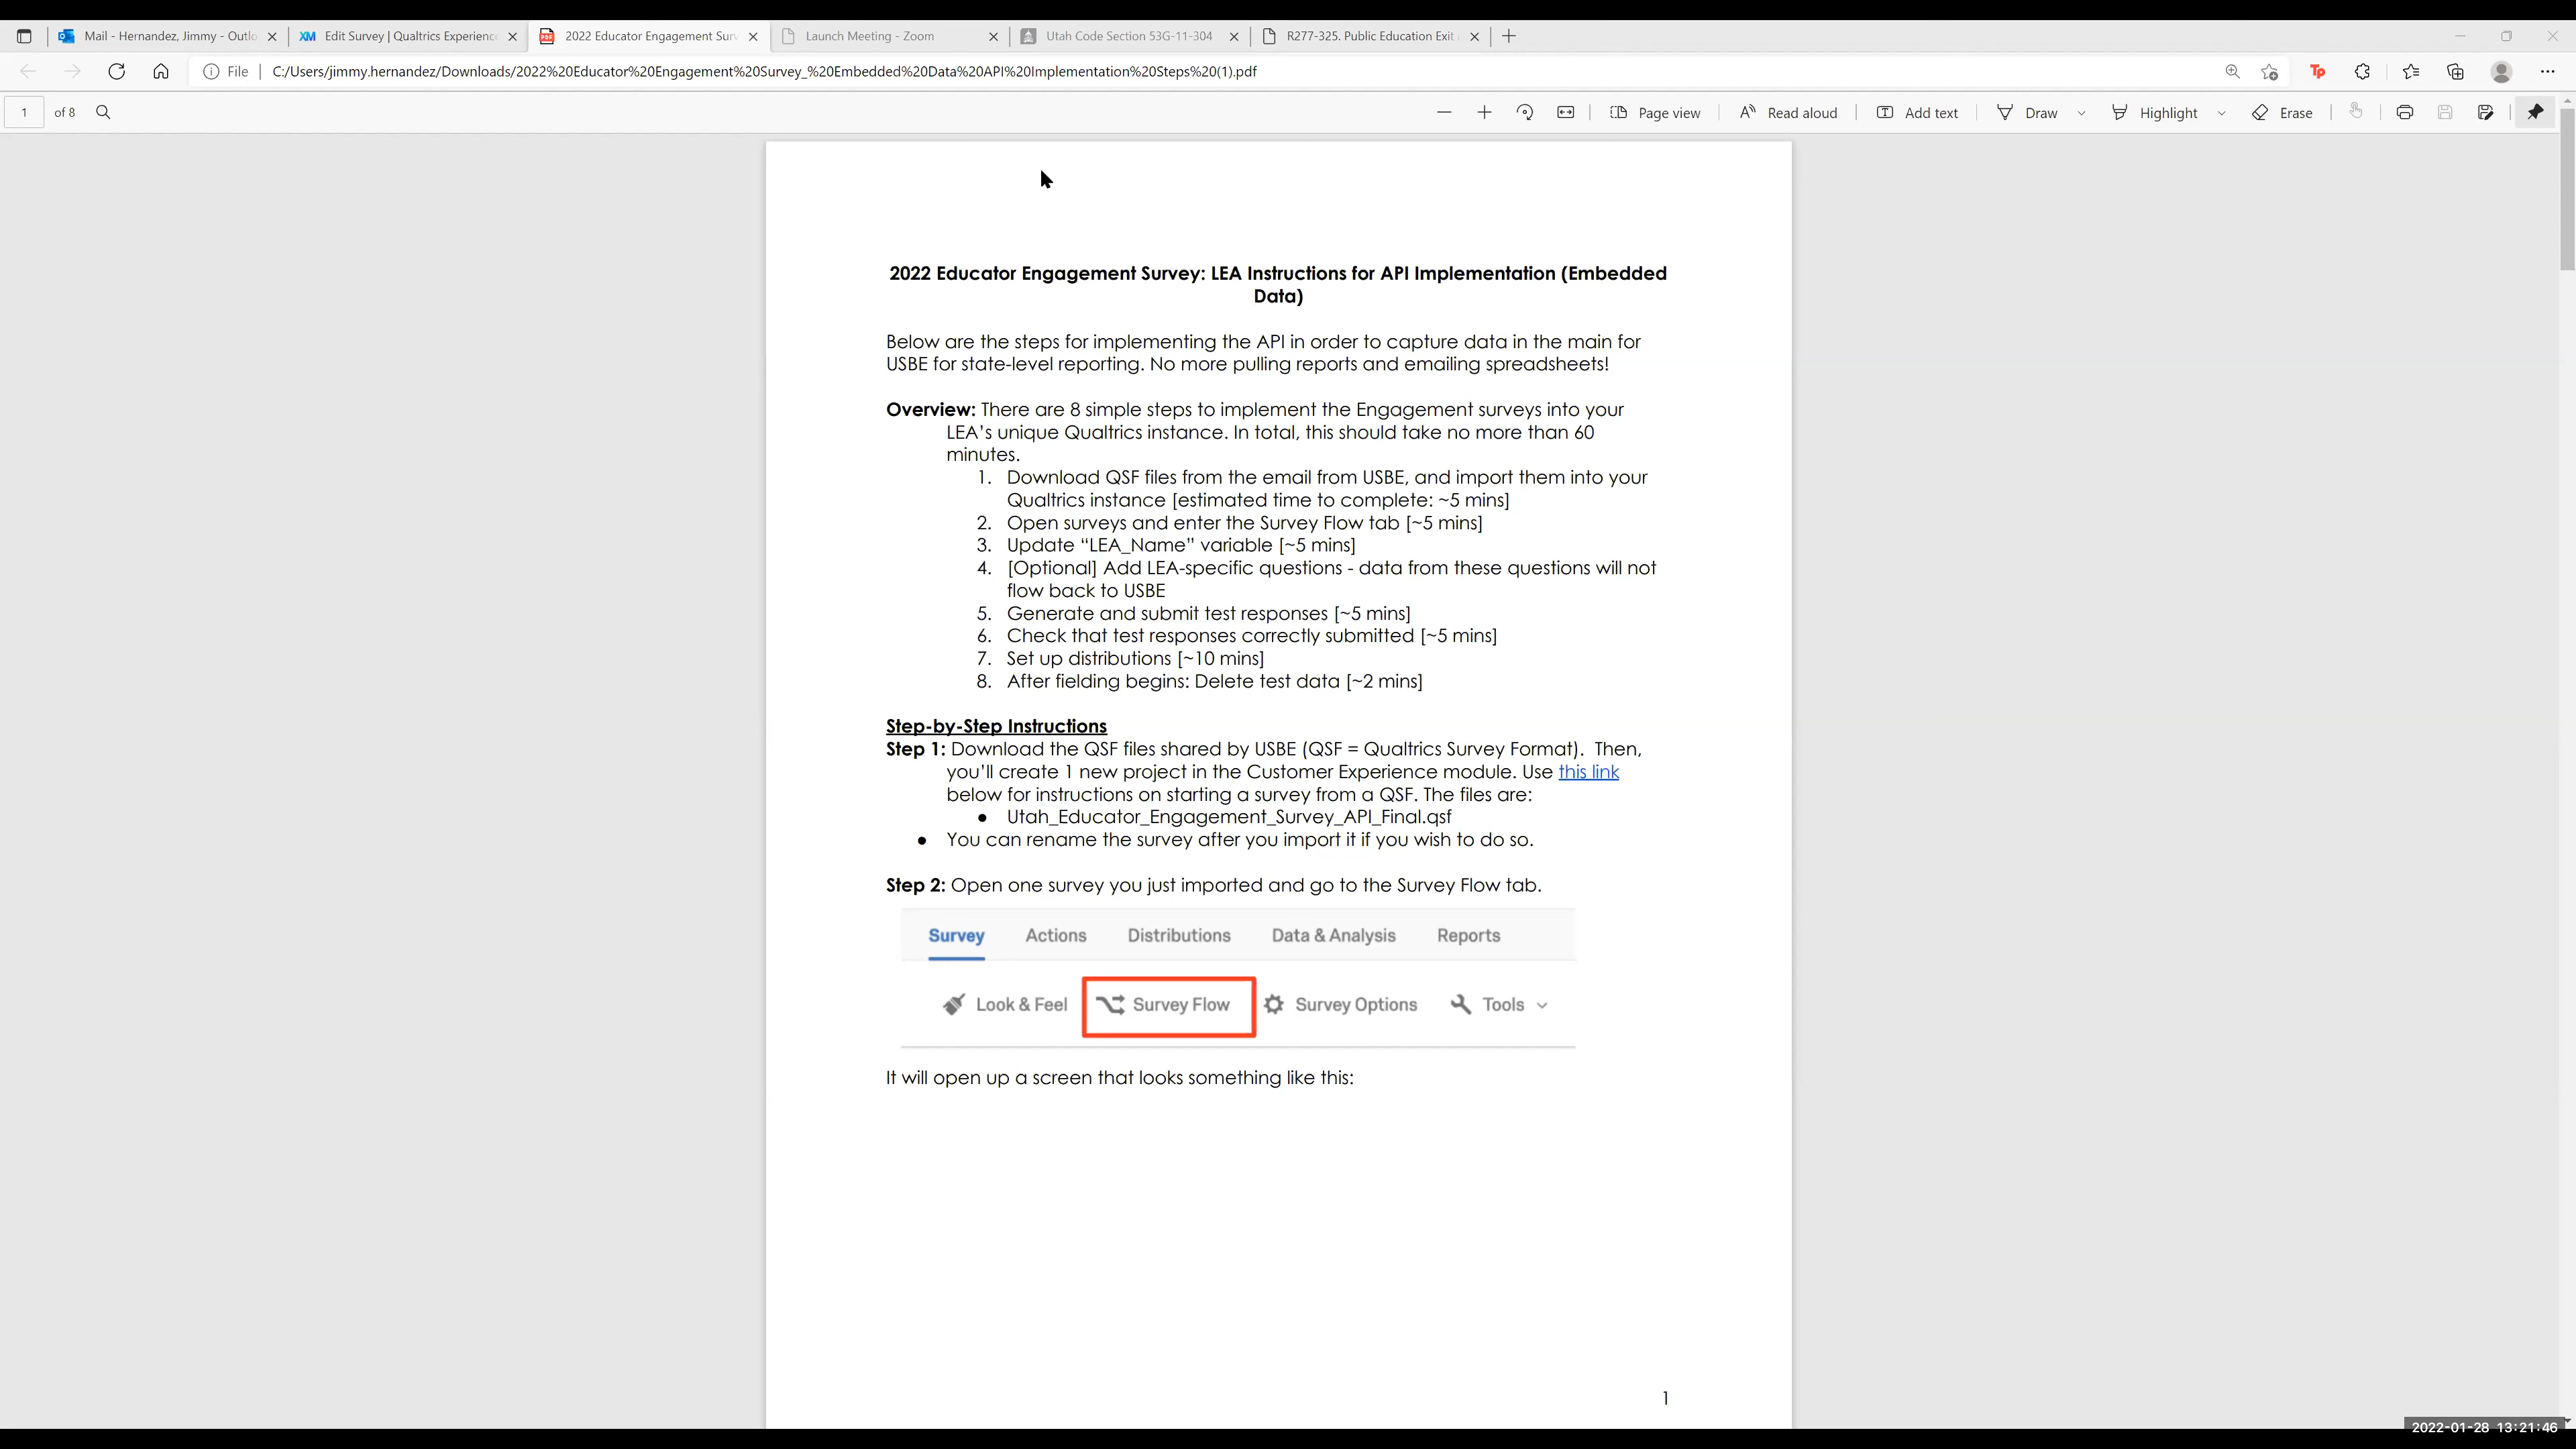 Mail - Hernandez, Jimmy - Outlo
XM Edit Survey | Qualtrics Experience
PDF 2022 Educator Engagement Surv
Launch Meeting - Zoom
Utah Code Section 53G-11-304
R277-325. Public Education Exit
File C:/Users/jimmy.hernandez/Downloads/2022%20Educator%20Engagement%20Survey_%20Embedded%20Data%20API%20Implementation%20Steps%20(1).pdf
Tp
1 of 8 Page view Read aloud Add text Draw Highlight Erase
2022 Educator Engagement Survey: LEA Instructions for API Implementation (Embedded
Data)
Below are the steps for implementing the API in order to capture data in the main for
USBE for state-level reporting. No more pulling reports and emailing spreadsheets!
Overview: There are 8 simple steps to implement the Engagement surveys into your
LEA's unique Qualtrics instance. In total, this should take no more than 60
minutes.
1. Download QSF files from the email from USBE, and import them into your
Qualtrics instance [estimated time to complete: ~5 mins]
2. Open surveys and enter the Survey Flow tab [~5 mins]
3. Update “LEA_Name” variable [~5 mins]
4. [Optional] Add LEA-specific questions - data from these questions will not
flow back to USBE
5. Generate and submit test responses [~5 mins]
6. Check that test responses correctly submitted [~5 mins]
7. Set up distributions [~10 mins]
8. After fielding begins: Delete test data [~2 mins]
Step-by-Step Instructions
Step 1: Download the QSF files shared by USBE (QSF = Qualtrics Survey Format). Then,
you'll create 1 new project in the Customer Experience module. Use this link
below for instructions on starting a survey from a QSF. The files are:
● Utah_Educator_Engagement_Survey_API_Final.qsf
● You can rename the survey after you import it if you wish to do so.
Step 2: Open one survey you just imported and go to the Survey Flow tab.
Survey Actions Distributions Data & Analysis Reports
Look & Feel Survey Flow Survey Options Tools
It will open up a screen that looks something like this:
1
2022-01-28 13:21:46